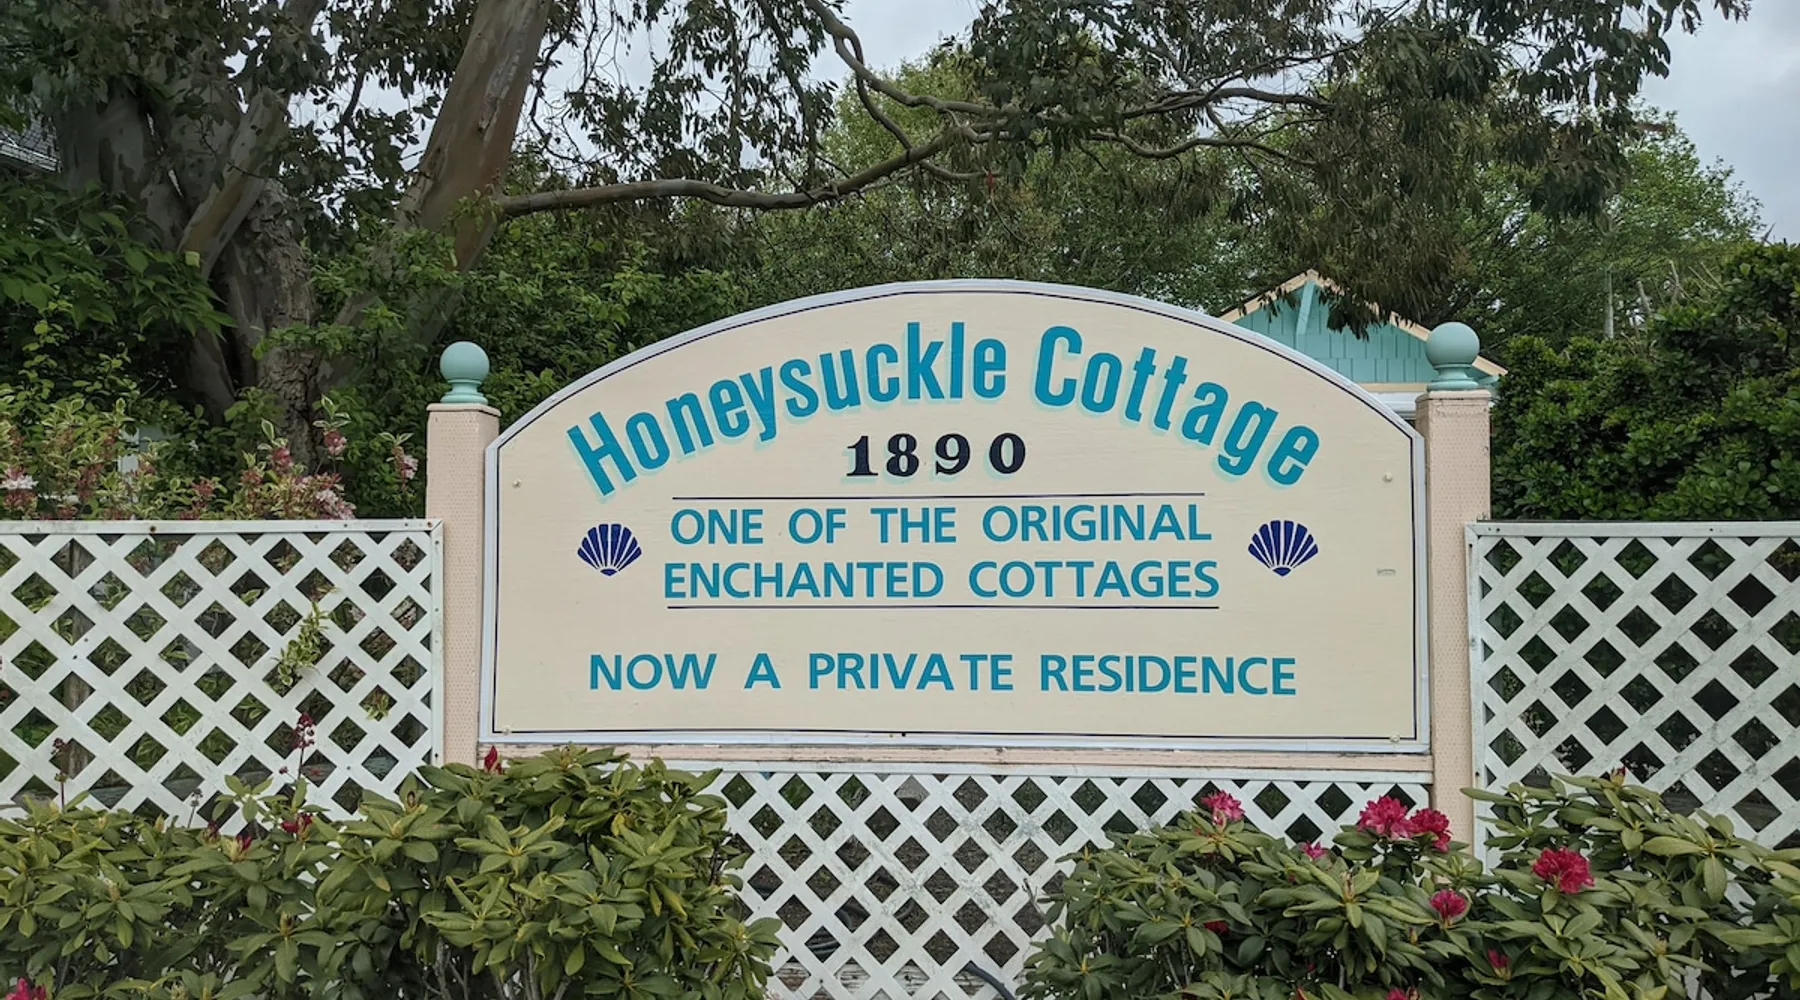 Honeysuckle Cottage
1890
ONE OF THE ORIGINAL
ENCHANTED COTTAGES
NOW A PRIVATE RESIDENCE